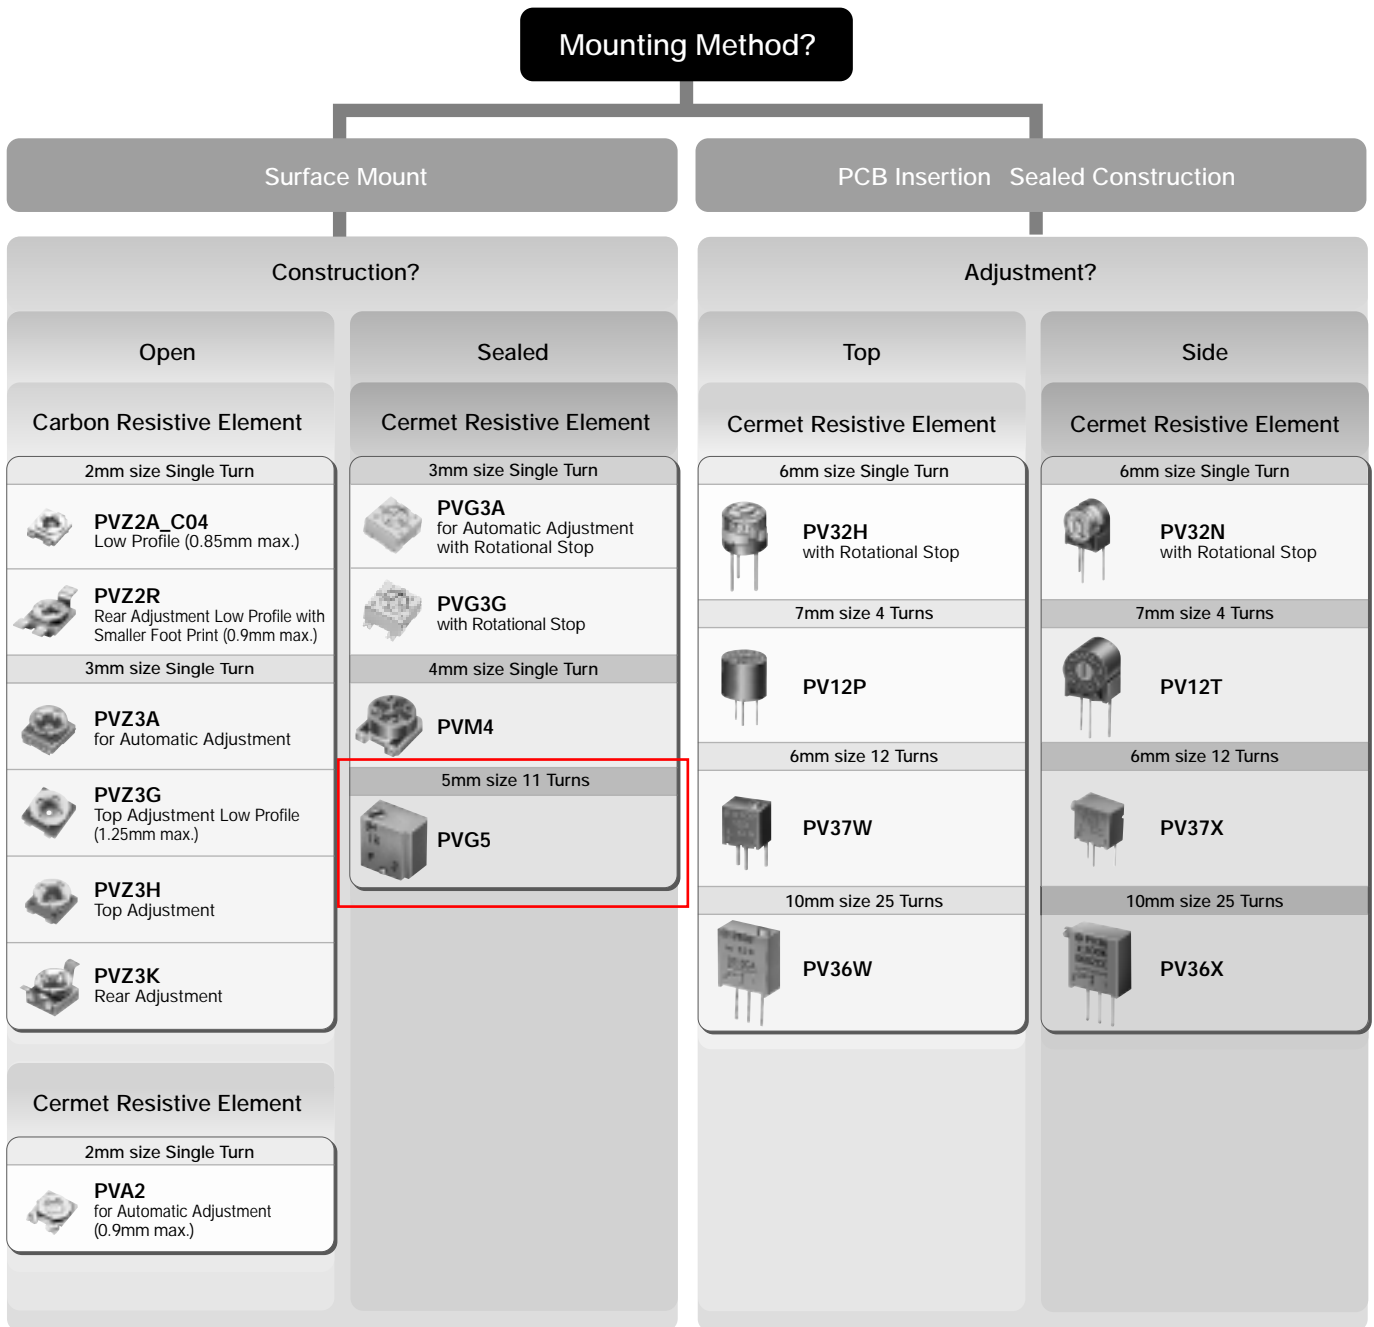 Mounting Method?
Surface Mount
PCB Insertion Sealed Construction
Construction?
Adjustment?
Open
Sealed
Top
Side
Carbon Resistive Element
Cermet Resistive Element
Cermet Resistive Element
Cermet Resistive Element
2mm size Single Turn
PVZ2A_C04
Low Profile (0.85mm max.)
PVZ2R
Rear Adjustment Low Profile with
Smaller Foot Print (0.9mm max.)
3mm size Single Turn
PVZ3A
for Automatic Adjustment
PVZ3G
Top Adjustment Low Profile
(1.25mm max.)
PVZ3H
Top Adjustment
PVZ3K
Rear Adjustment
Cermet Resistive Element
2mm size Single Turn
PVA2
for Automatic Adjustment
(0.9mm max.)
3mm size Single Turn
PVG3A
for Automatic Adjustment
with Rotational Stop
PVG3G
with Rotational Stop
4mm size Single Turn
PVM4
5mm size 11 Turns
PVG5
6mm size Single Turn
PV32H
with Rotational Stop
7mm size 4 Turns
PV12P
6mm size 12 Turns
PV37W
10mm size 25 Turns
PV36W
6mm size Single Turn
PV32N
with Rotational Stop
7mm size 4 Turns
PV12T
6mm size 12 Turns
PV37X
10mm size 25 Turns
PV36X